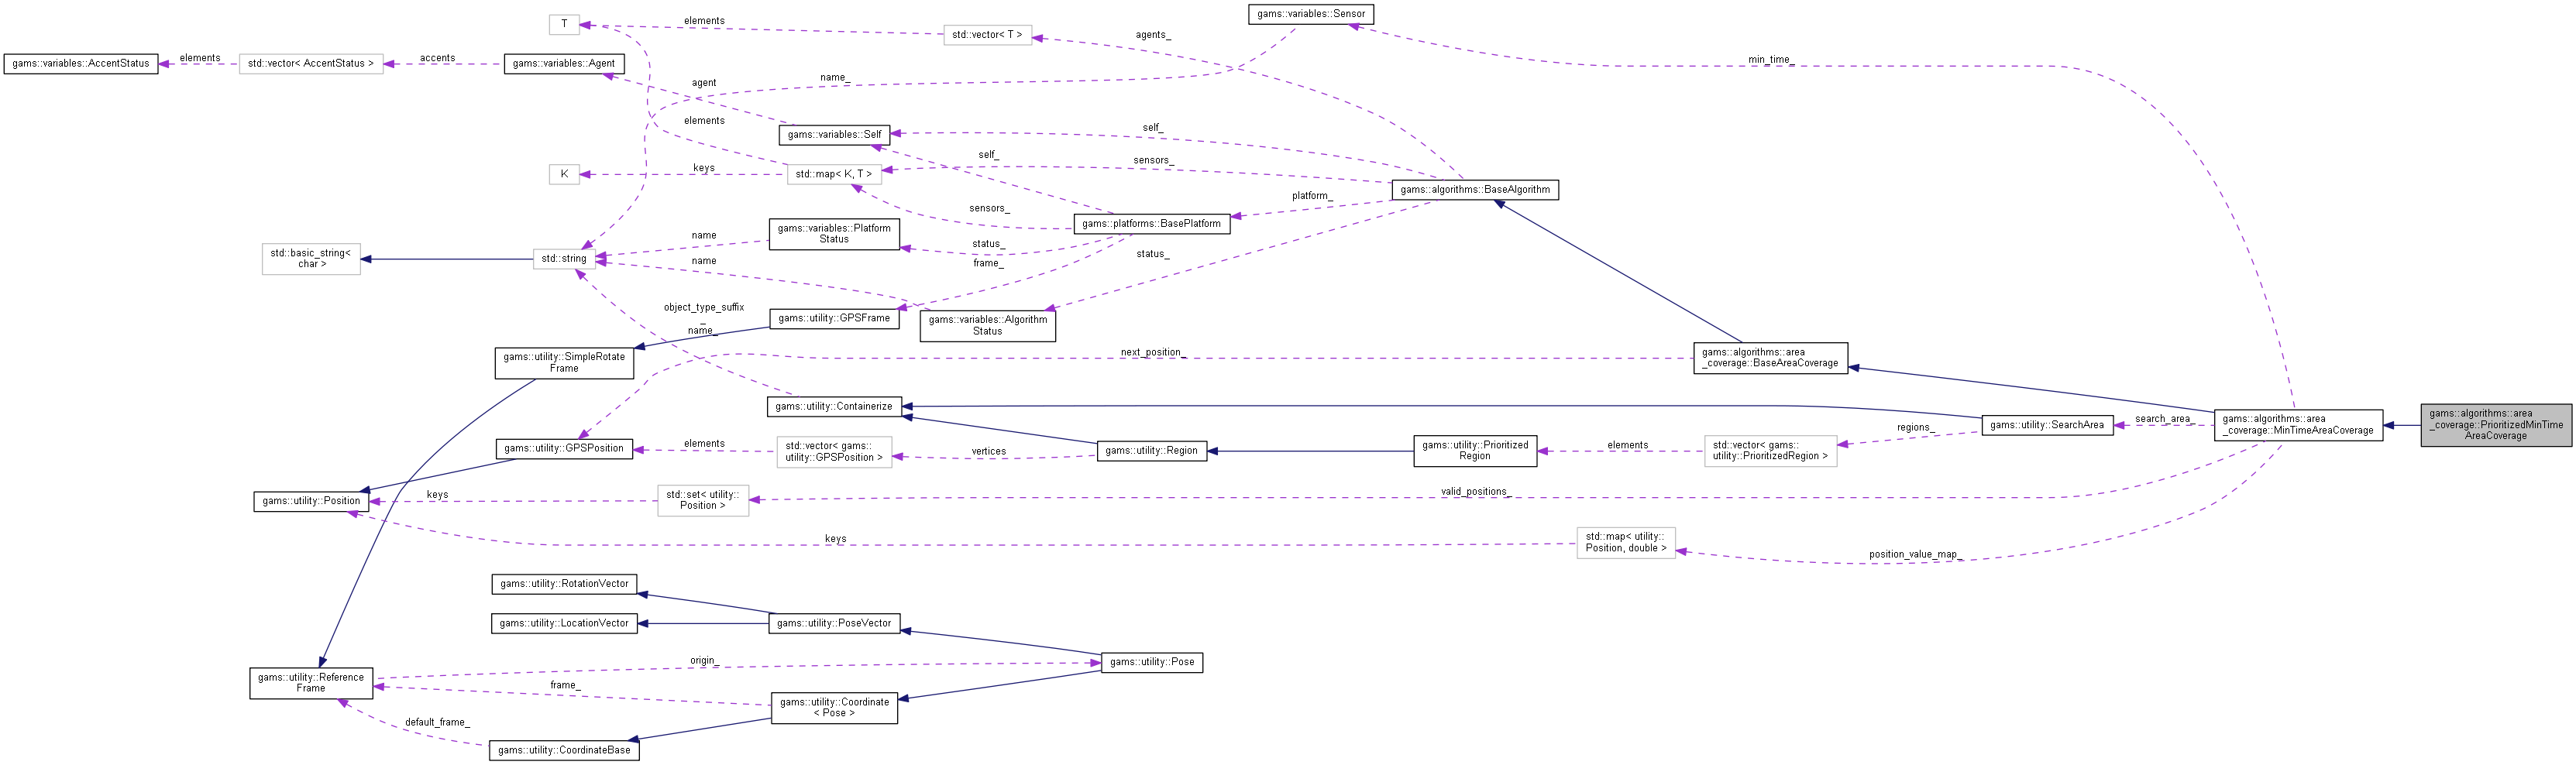 T
elements
std::vector< T >
agents_
gams::variables::Sensor
gams::variables::AccentStatus
elements
std::vector< AccentStatus >
accents
gams::variables::Agent
agent
name_
min_time_
elements
gams::variables::Self
self_
self_
sensors_
K
keys
std::map< K, T >
gams::algorithms::BaseAlgorithm
platform_
sensors_
gams::platforms::BasePlatform
gams::variables::Platform
Status
name
status_
std::basic_string<
char >
std::string
name
frame_
status_
object_type_suffix
_
name_
gams::utility::GPSFrame
gams::variables::Algorithm
Status
gams::utility::SimpleRotate
Frame
next_position_
gams::algorithms::area
_coverage::BaseAreaCoverage
gams::utility::Containerize
gams::utility::SearchArea
search_area_
gams::algorithms::area
_coverage::MinTimeAreaCoverage
gams::algorithms::area
_coverage::PrioritizedMinTime
AreaCoverage
regions_
gams::utility::GPSPosition
elements
std::vector< gams::
utility::GPSPosition >
vertices
gams::utility::Region
gams::utility::Prioritized
Region
elements
std::vector< gams::
utility::PrioritizedRegion >
gams::utility::Position
keys
std::set< utility::
Position >
valid_positions_
keys
std::map< utility::
Position, double >
position_value_map_
gams::utility::RotationVector
gams::utility::LocationVector
gams::utility::PoseVector
gams::utility::Reference
Frame
origin_
gams::utility::Pose
frame_
gams::utility::Coordinate
< Pose >
default_frame_
gams::utility::CoordinateBase